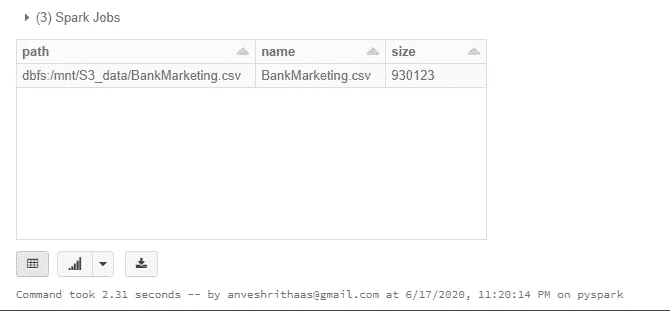 (3) Spark Jobs
path name size
dbfs:/mnt/S3_data/BankMarketing.csv BankMarketing.csv 930123
Command took 2.31 seconds -- by anveshrithaas@gmail.com at 6/17/2020, 11:20:14 PM on pyspark